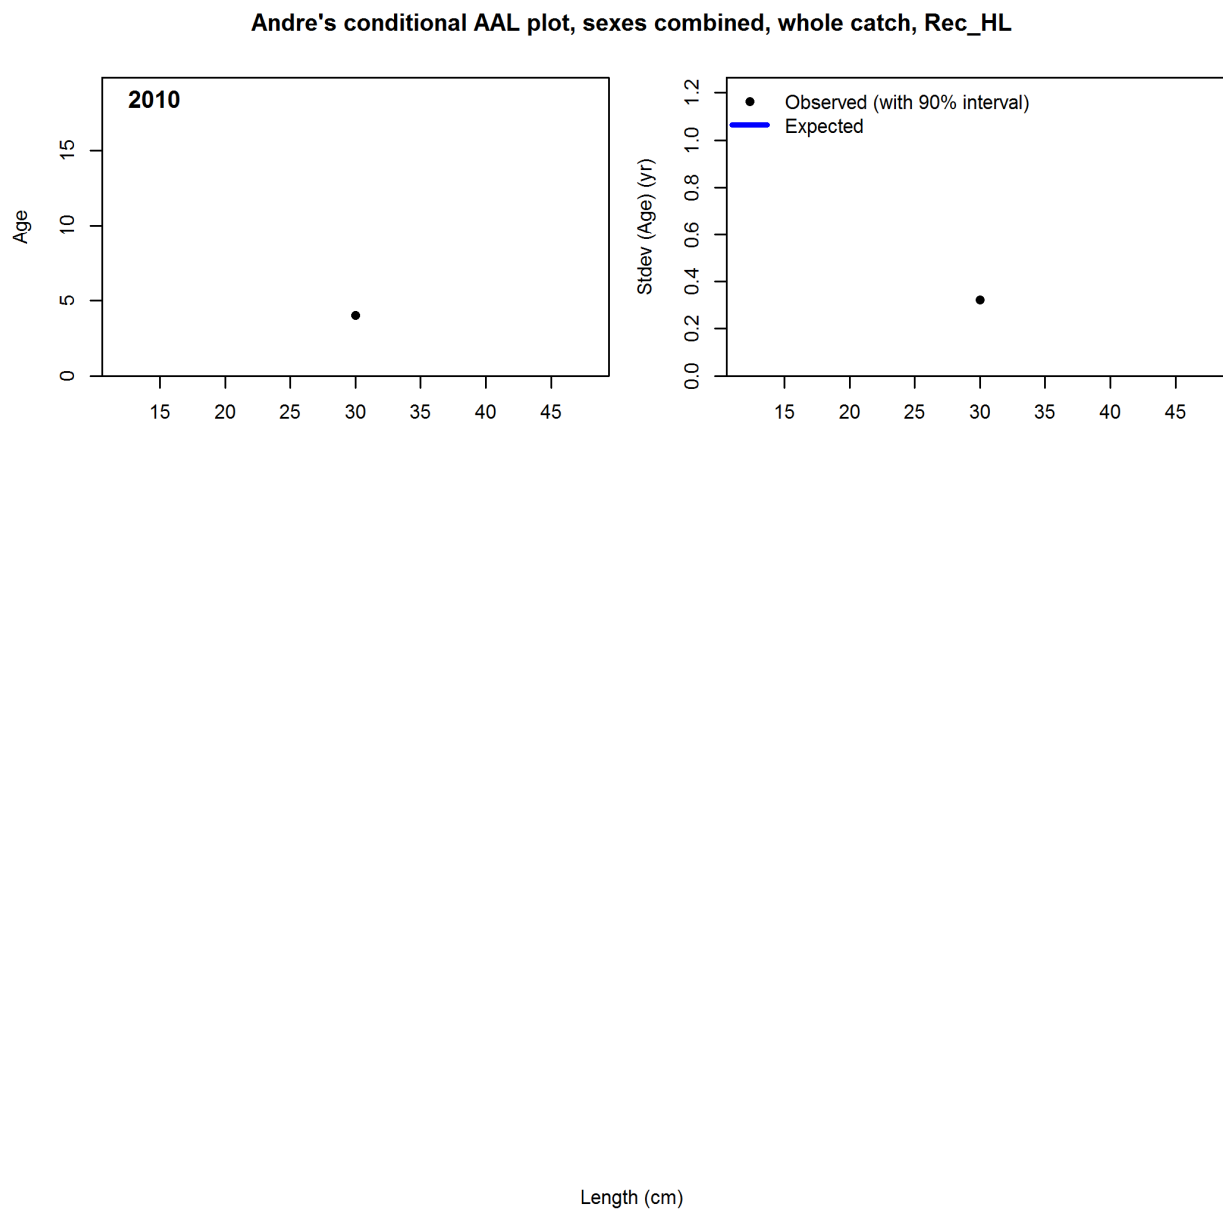 Andre's conditional AAL plot, sexes combined, whole catch, Rec_HL
2010
Age
0
5
10
15
15 20 25 30 35 40 45
Observed (with 90% interval)
Expected
Stdev (Age) (yr)
0.0
0.2
0.4
0.6
0.8
1.0
1.2
15 20 25 30 35 40 45
Length (cm)